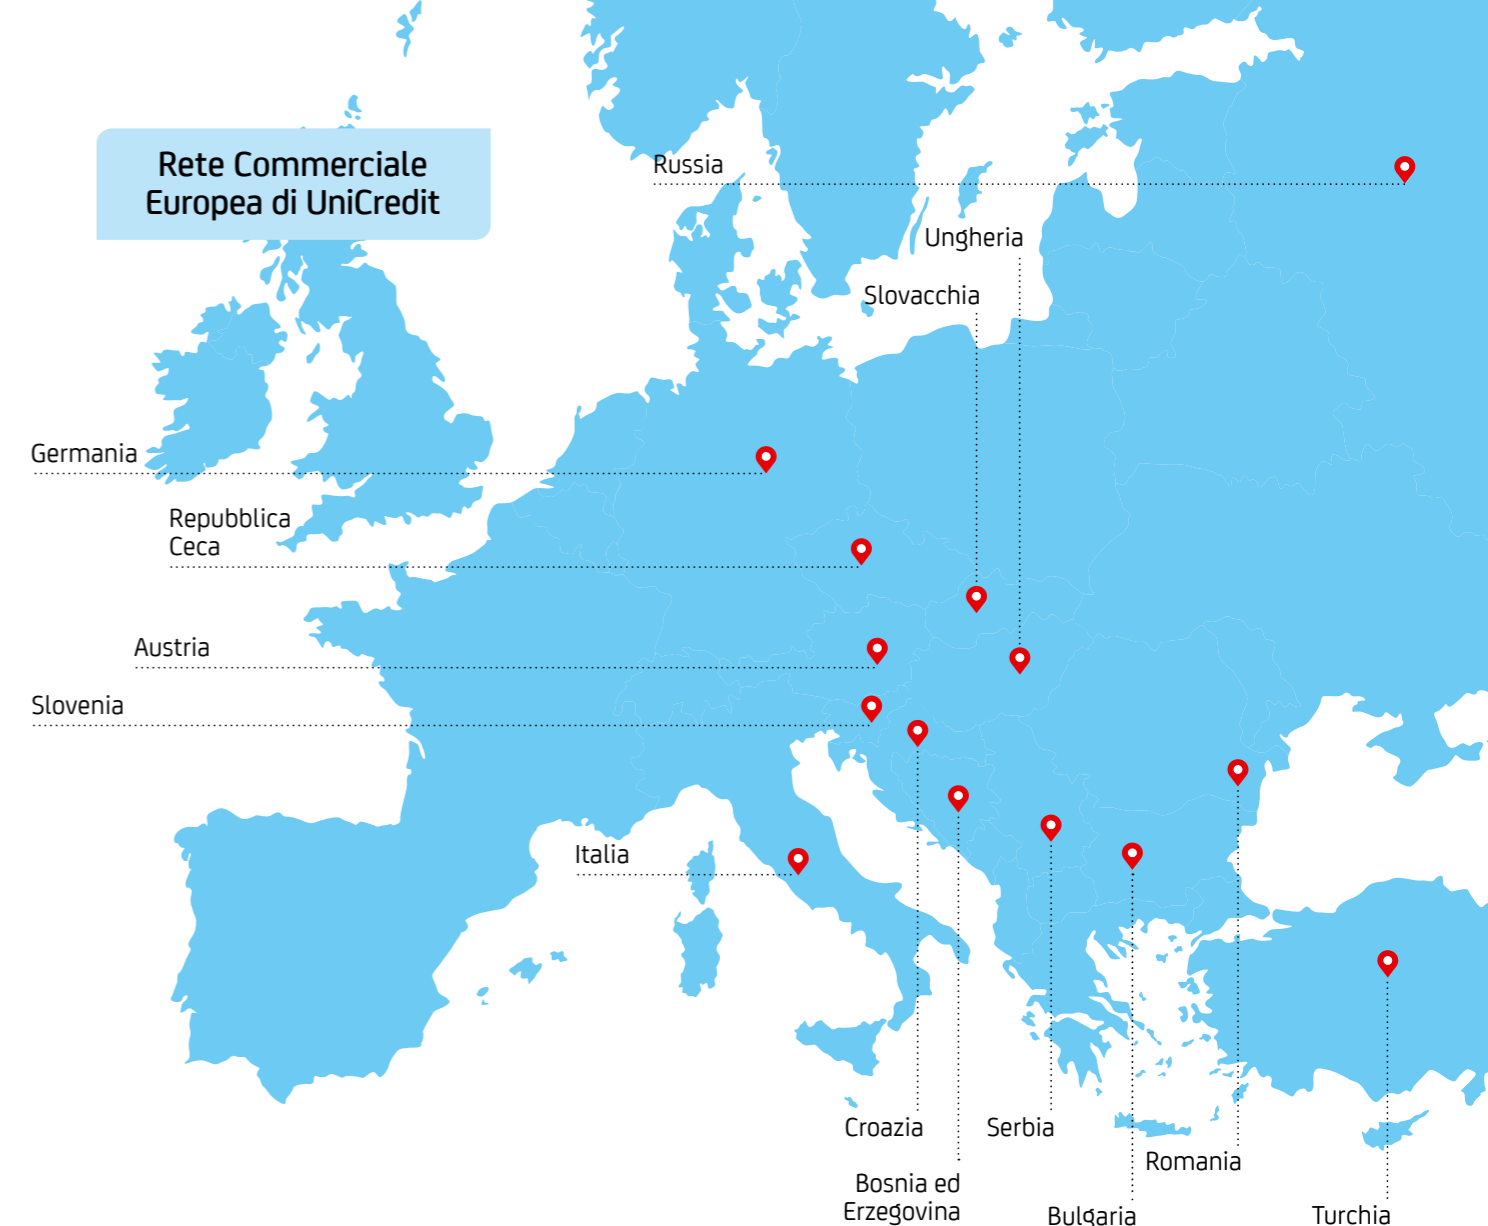 Rete Commerciale
Europea di UniCredit
Russia
Ungheria
Slovacchia
Germania
Repubblica
Ceca
Austria
Slovenia
Italia
Croazia
Serbia
Romania
Bosnia ed
Erzegovina
Bulgaria
Turchia